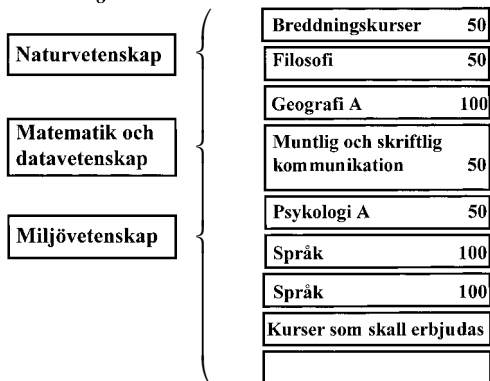 Naturvetenskap
Matematik och
datavetenskap
Miljövetenskap
Breddningskurser 50
Filosofi 50
Geografi A 100
Muntlig och skriftlig
kommunikation 50
Psykologi A 50
Språk 100
Språk 100
Kurser som skall erbjudas